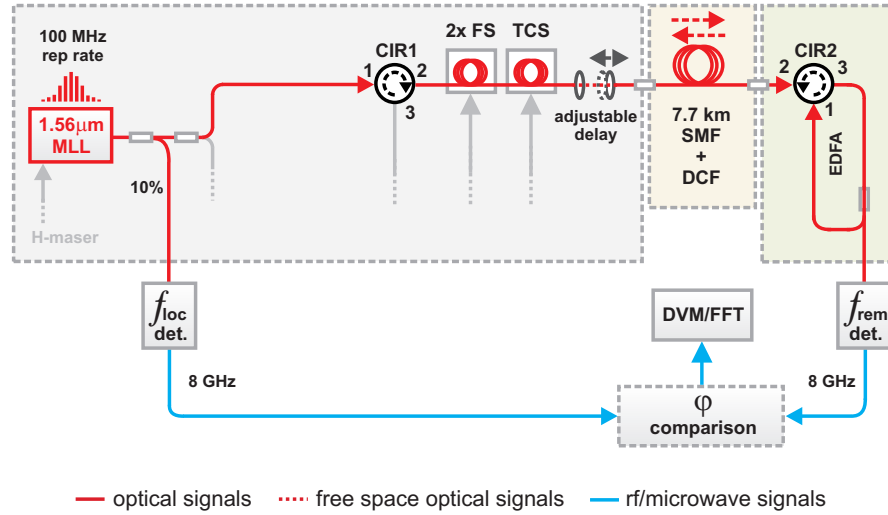 100 MHz
rep rate
1.56μm
MLL
10%
H-maser
CIR1
1
2
3
2x FS
TCS
adjustable
delay
7.7 km
SMF
+
DCF
CIR2
2
3
1
EDFA
floc
det.
8 GHz
DVM/FFT
φ
comparison
frem
det.
8 GHz
optical signals
free space optical signals
rf/microwave signals